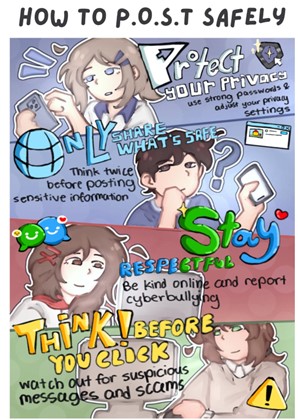 HOW TO P.O.S.T SAFELY
Protect
your Privacy
use strong passwords &
adjust your privacy
settings
ONLY SHARE
WHAT'S SAFE
Think twice
before posting
sensitive information
Stay
RESPECTFUL
Be kind online and report
cyberbullying
THINK! BEFORE
YOU CLICK
watch out for suspicious
messages and scams